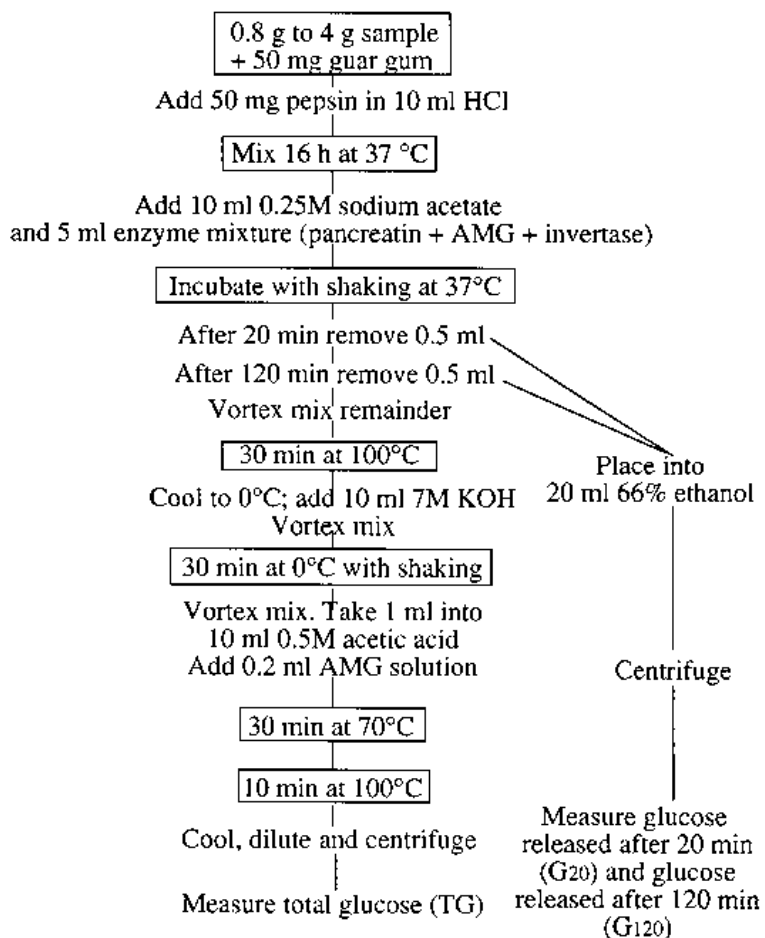 0.8 g to 4 g sample
+ 50 mg guar gum
Add 50 mg pepsin in 10 ml HCl
Mix 16 h at 37 °C
Add 10 ml 0.25M sodium acetate
and 5 ml enzyme mixture (pancreatin + AMG + invertase)
Incubate with shaking at 37°C
After 20 min remove 0.5 ml
After 120 min remove 0.5 ml
Vortex mix remainder
30 min at 100°C
Cool to 0°C; add 10 ml 7M KOH
Vortex mix
30 min at 0°C with shaking
Vortex mix. Take 1 ml into
10 ml 0.5M acetic acid
Add 0.2 ml AMG solution
30 min at 70°C
10 min at 100°C
Cool, dilute and centrifuge
Measure total glucose (TG)
Place into
20 ml 66% ethanol
Centrifuge
Measure glucose
released after 20 min
(G20) and glucose
released after 120 min
(G120)